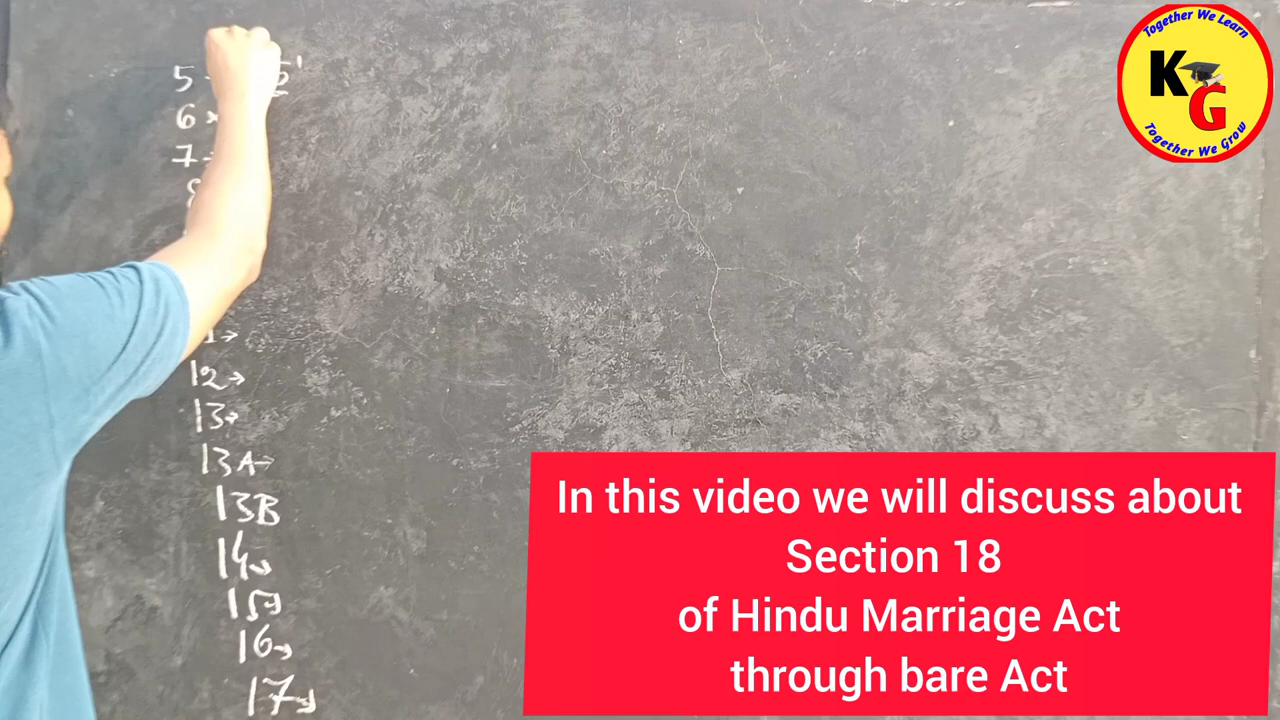 5
6 x
7 -
12 →
13 →
13A →
13B
14 →
15 →
16 →
17 →
Together We Learn
KG
Together We Grow
In this video we will discuss about
Section 18
of Hindu Marriage Act
through bare Act